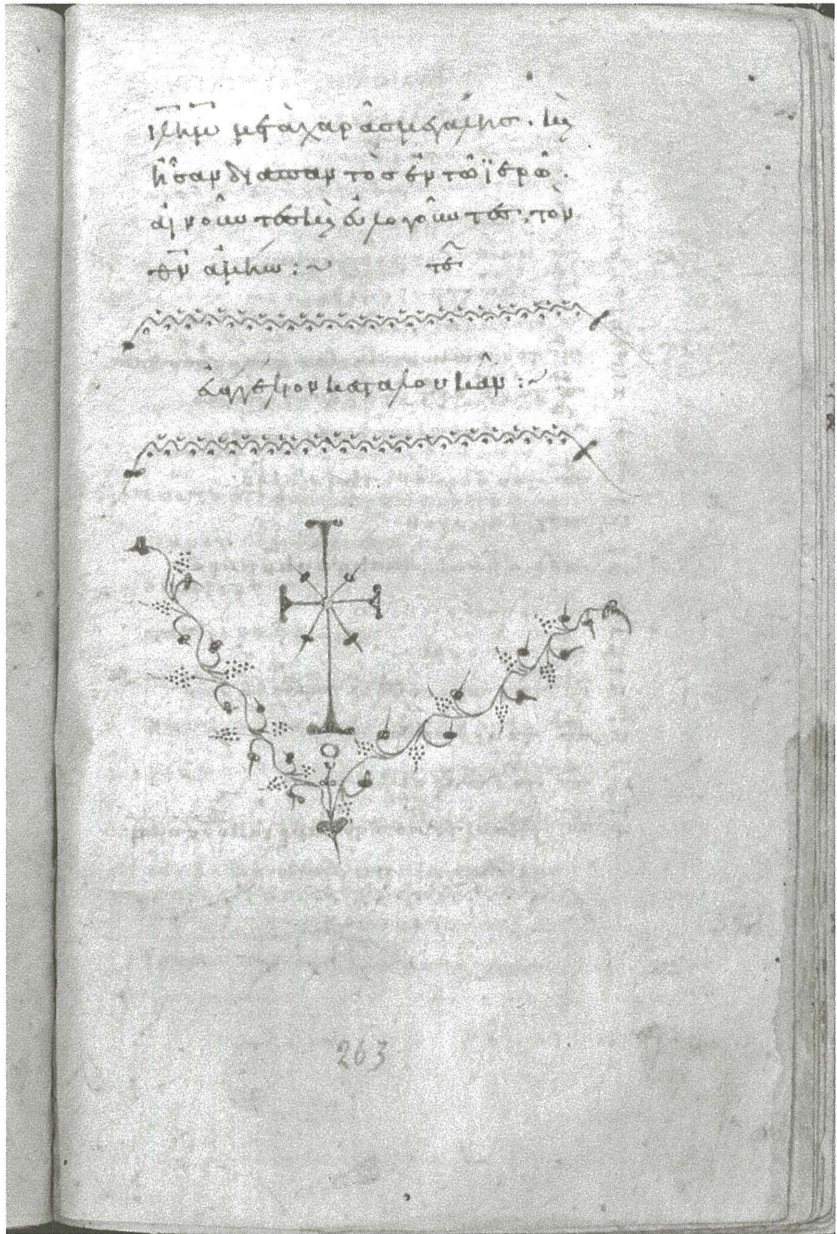 ιλημ μετὰ χαρᾶς μεγάλης· καὶ
ἦσαν διαπαντὸς ἐν τῷ ἱερῷ·
αἰνοῦντες καὶ εὐλογοῦντες τὸν
θν ἀμήν :~ τε
εὐαγγέλιον κατὰ λουκᾶν :~
263